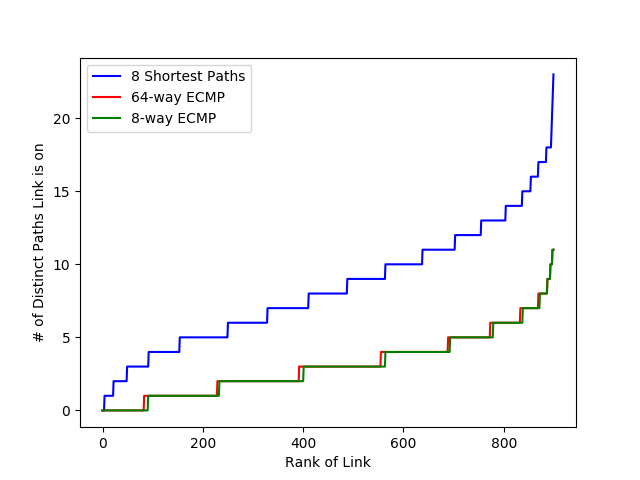 8 Shortest Paths
64-way ECMP
8-way ECMP
# of Distinct Paths Link is on
20
15
10
5
0
0 200 400 600 800
Rank of Link